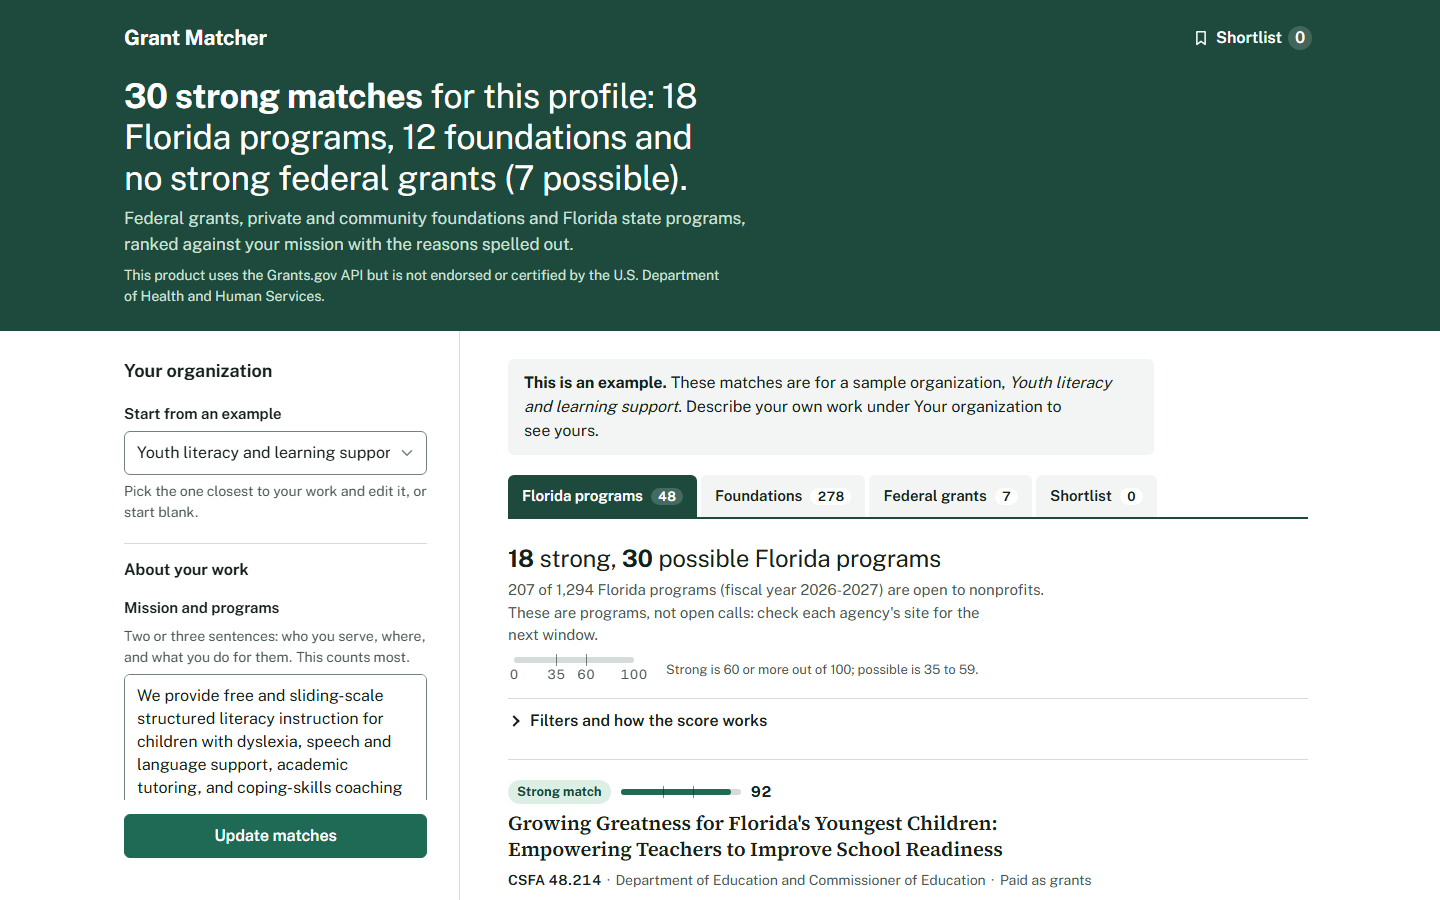 Grant Matcher
Shortlist 0
30 strong matches for this profile: 18
Florida programs, 12 foundations and
no strong federal grants (7 possible).
Federal grants, private and community foundations and Florida state programs,
ranked against your mission with the reasons spelled out.
This product uses the Grants.gov API but is not endorsed or certified by the U.S. Department
of Health and Human Services.
Your organization
Start from an example
Youth literacy and learning suppor
Pick the one closest to your work and edit it, or
start blank.
About your work
Mission and programs
Two or three sentences: who you serve, where,
and what you do for them. This counts most.
We provide free and sliding-scale
structured literacy instruction for
children with dyslexia, speech and
language support, academic
tutoring, and coping-skills coaching
Update matches
This is an example. These matches are for a sample organization, Youth literacy
and learning support. Describe your own work under Your organization to
see yours.
Florida programs 48
Foundations 278
Federal grants 7
Shortlist 0
18 strong, 30 possible Florida programs
207 of 1,294 Florida programs (fiscal year 2026-2027) are open to nonprofits.
These are programs, not open calls: check each agency's site for the
next window.
0 35 60 100
Strong is 60 or more out of 100; possible is 35 to 59.
Filters and how the score works
Strong match 92
Growing Greatness for Florida's Youngest Children:
Empowering Teachers to Improve School Readiness
CSFA 48.214 · Department of Education and Commissioner of Education · Paid as grants